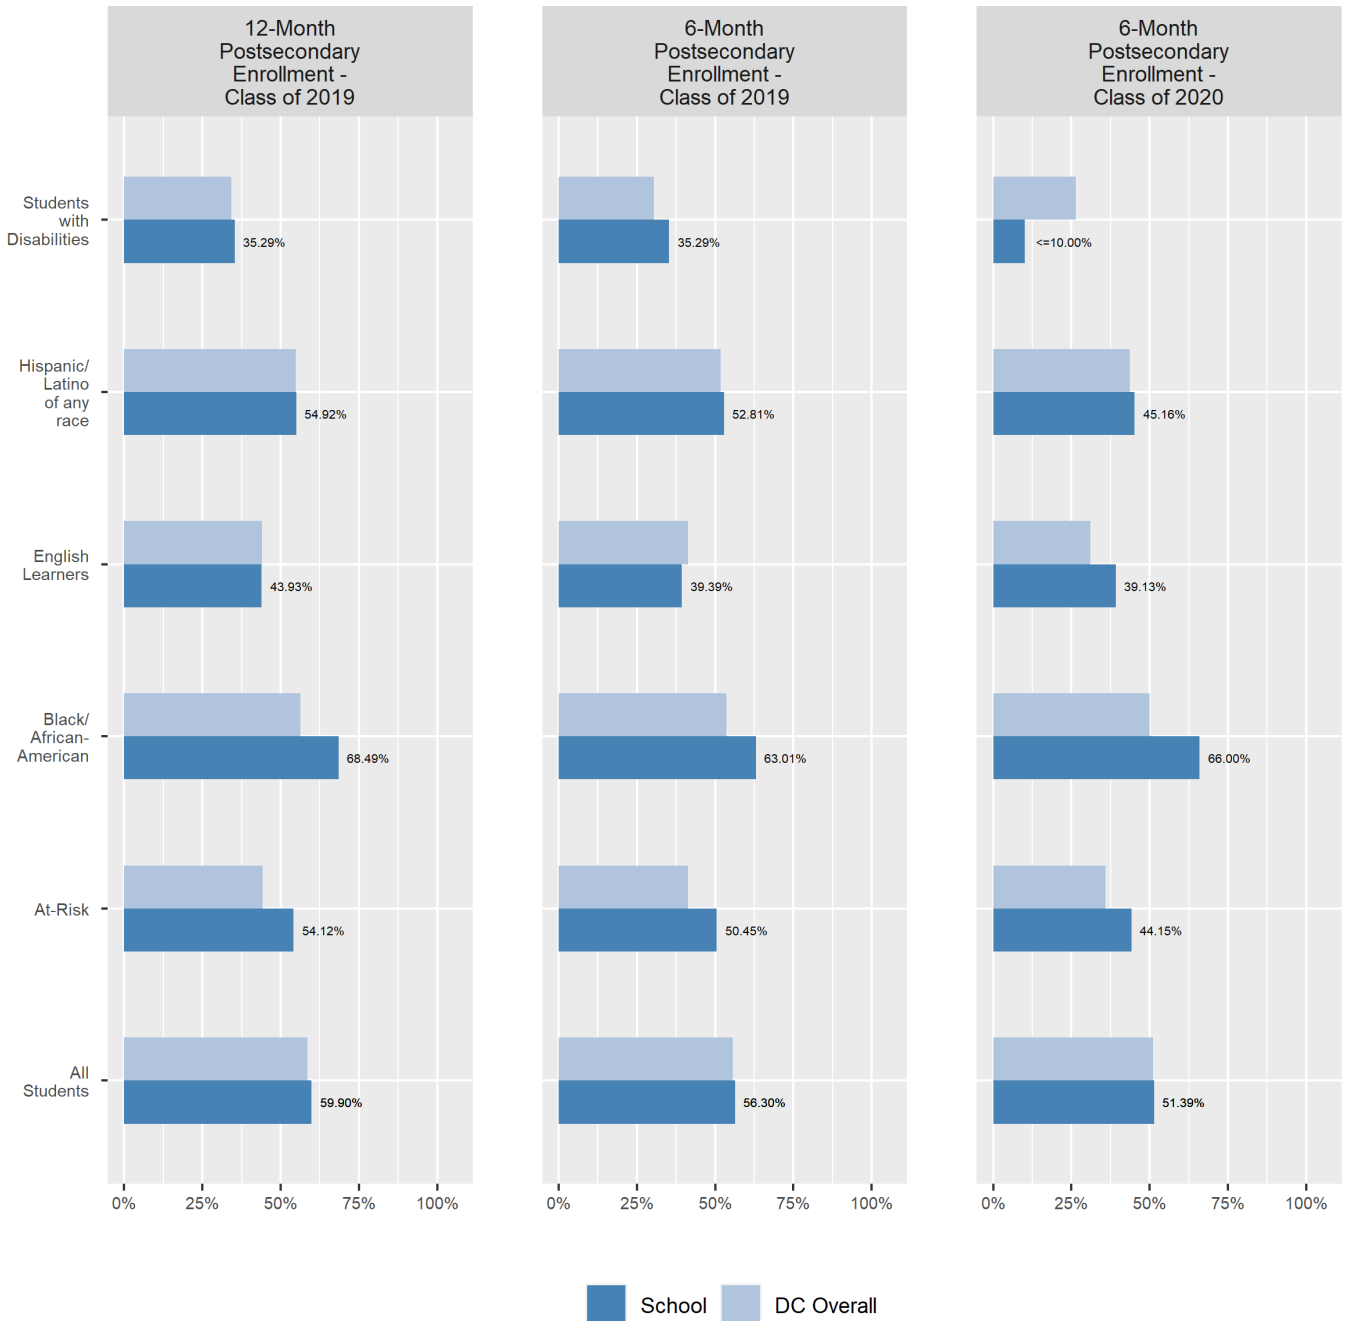 12-Month
Postsecondary
Enrollment -
Class of 2019
6-Month
Postsecondary
Enrollment -
Class of 2019
6-Month
Postsecondary
Enrollment -
Class of 2020
Students
with
Disabilities
35.29%
35.29%
<=10.00%
Hispanic/
Latino
of any
race
54.92%
52.81%
45.16%
English
Learners
43.93%
39.39%
39.13%
Black/
African-
American
68.49%
63.01%
66.00%
At-Risk
54.12%
50.45%
44.15%
All
Students
59.90%
56.30%
51.39%
0% 25% 50% 75% 100%
0% 25% 50% 75% 100%
0% 25% 50% 75% 100%
School DC Overall